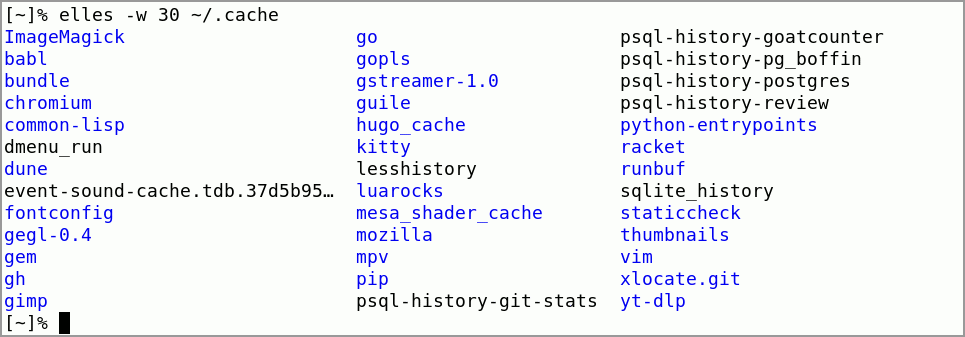 [~]% elles -w 30 ~/.cache
ImageMagick go psql-history-goatcounter
babl gopls psql-history-pg_boffin
bundle gstreamer-1.0 psql-history-postgres
chromium guile psql-history-review
common-lisp hugo_cache python-entrypoints
dmenu_run kitty racket
dune lesshistory runbuf
event-sound-cache.tdb.37d5b95… luarocks sqlite_history
fontconfig mesa_shader_cache staticcheck
gegl-0.4 mozilla thumbnails
gem mpv vim
gh pip xlocate.git
gimp psql-history-git-stats yt-dlp
[~]%